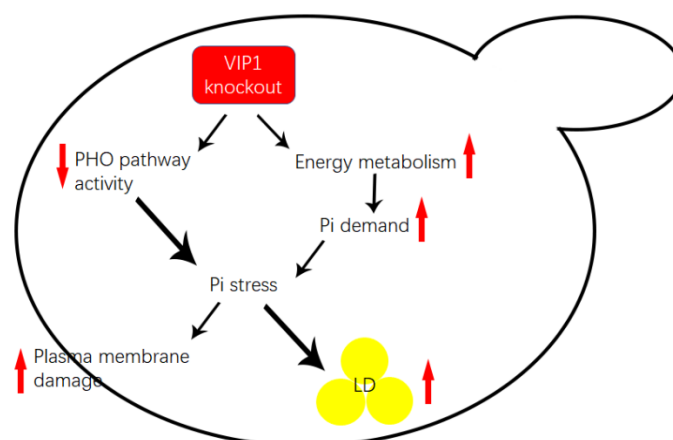 VIP1
knockout
PHO pathway
activity
Energy metabolism
Pi demand
Pi stress
Plasma membrane
damage
LD